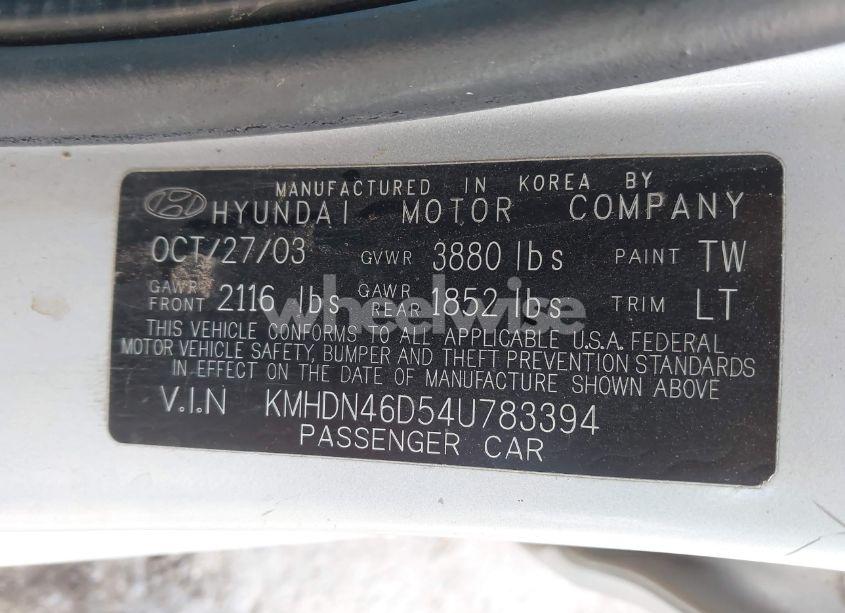 MANUFACTURED IN KOREA BY
HYUNDAI MOTOR COMPANY
OCT/27/03 GVWR 3880 lbs PAINT TW
GAWR FRONT 2116 lbs GAWR REAR 1852 lbs TRIM LT
wheelwise
THIS VEHICLE CONFORMS TO ALL APPLICABLE U.S.A. FEDERAL
MOTOR VEHICLE SAFETY, BUMPER AND THEFT PREVENTION STANDARDS
IN EFFECT ON THE DATE OF MANUFACTURE SHOWN ABOVE
V.I.N KMHDN46D54U783394
PASSENGER CAR